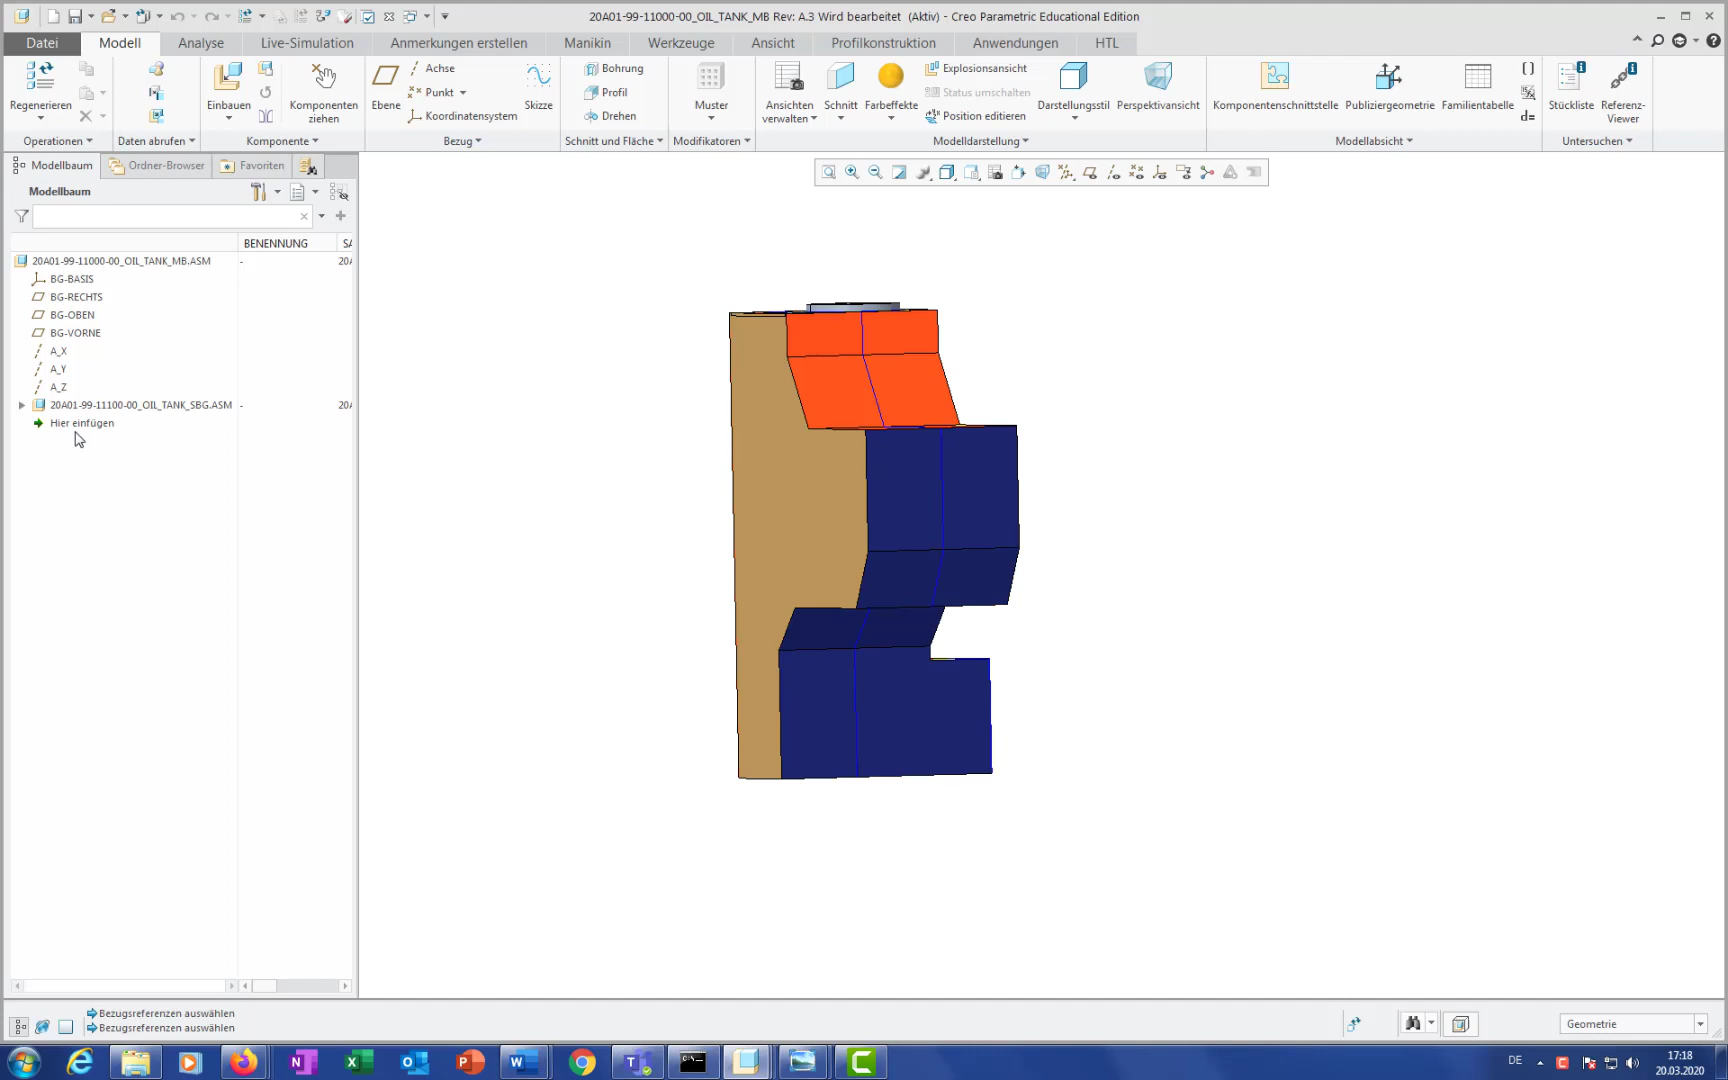 20A01-99-11000-00_OIL_TANK_MB Rev: A.3 Wird bearbeitet (Aktiv) - Creo Parametric Educational Edition
Datei Modell Analyse Live-Simulation Anmerkungen erstellen Manikin Werkzeuge Ansicht Profilkonstruktion Anwendungen HTL
Regenerieren
Operationen
Daten abrufen
Einbauen
Komponenten ziehen
Komponente
Ebene
Achse
Punkt
Koordinatensystem
Skizze
Bezug
Bohrung
Profil
Drehen
Schnitt und Fläche
Muster
Modifikatoren
Ansichten verwalten
Schnitt
Farbeffekte
Explosionsansicht
Status umschalten
Position editieren
Darstellungsstil
Perspektivansicht
Modelldarstellung
Komponentenschnittstelle
Publiziergeometrie
Familientabelle
[ ]
d=
Modellabsicht
Stückliste
Referenz-Viewer
Untersuchen
Modellbaum Ordner-Browser Favoriten
Modellbaum
BENENNUNG SA
20A01-99-11000-00_OIL_TANK_MB.ASM - 20A
BG-BASIS
BG-RECHTS
BG-OBEN
BG-VORNE
A_X
A_Y
A_Z
20A01-99-11100-00_OIL_TANK_SBG.ASM - 20A
Hier einfügen
Bezugsreferenzen auswählen
Bezugsreferenzen auswählen
Geometrie
DE
17:18
20.03.2020